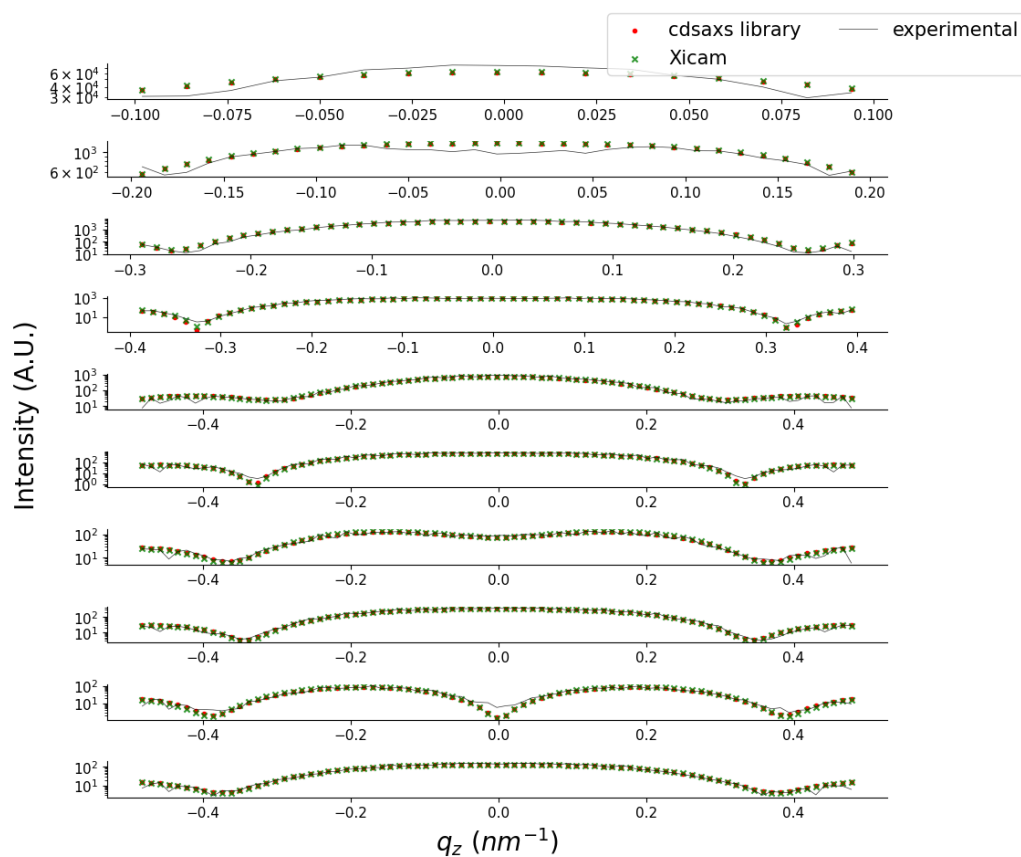 cdsaxs library
experimental
Xicam
6 × 10⁴
4 × 10⁴
3 × 10⁴
−0.100 −0.075 −0.050 −0.025 0.000 0.025 0.050 0.075 0.100
10³
6 × 10²
−0.20 −0.15 −0.10 −0.05 0.00 0.05 0.10 0.15 0.20
10³
10²
10¹
−0.3 −0.2 −0.1 0.0 0.1 0.2 0.3
10³
10¹
−0.4 −0.3 −0.2 −0.1 0.0 0.1 0.2 0.3 0.4
10³
10²
10¹
−0.4 −0.2 0.0 0.2 0.4
10²
10¹
10⁰
−0.4 −0.2 0.0 0.2 0.4
10²
10¹
−0.4 −0.2 0.0 0.2 0.4
10²
10¹
−0.4 −0.2 0.0 0.2 0.4
10²
10¹
−0.4 −0.2 0.0 0.2 0.4
10²
10¹
−0.4 −0.2 0.0 0.2 0.4
Intensity (A.U.)
q_z (nm⁻¹)